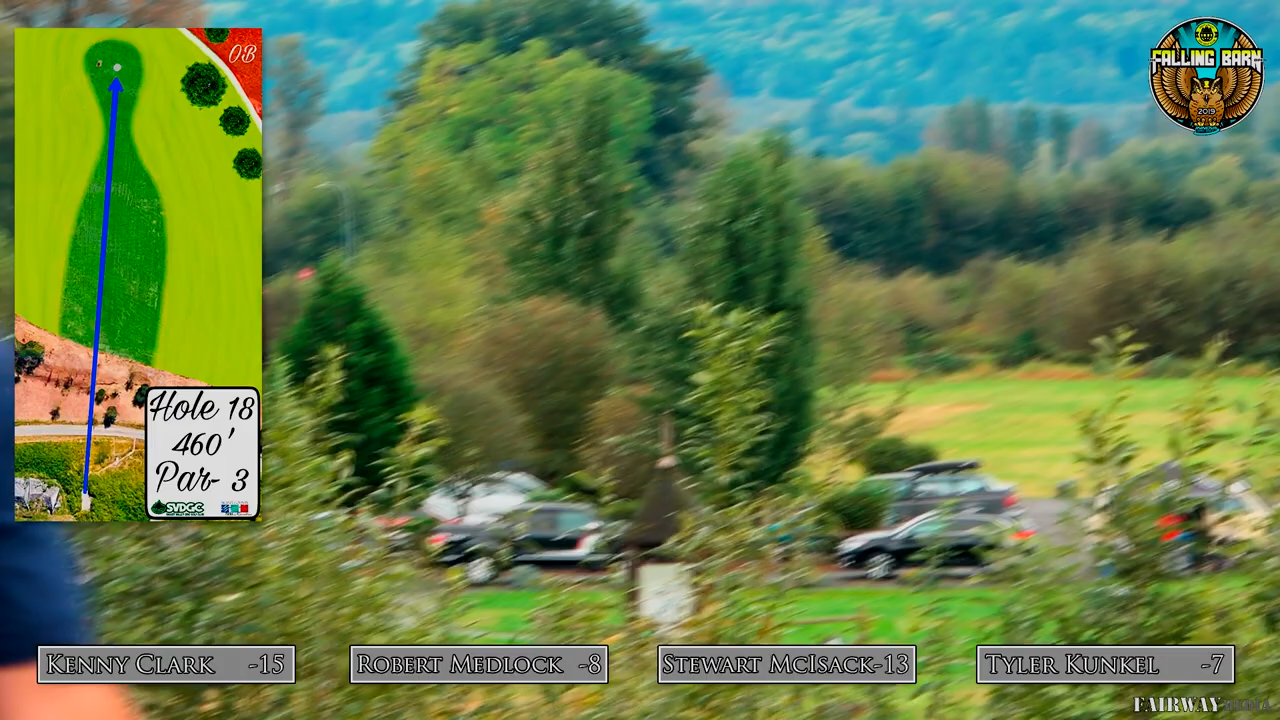 OB
FALLING BARN
2019
Hole 18
460'
Par- 3
SVDGC
KENNY CLARK -15
ROBERT MEDLOCK -8
STEWART MCISACK -13
TYLER KUNKEL -7
FAIRWAY